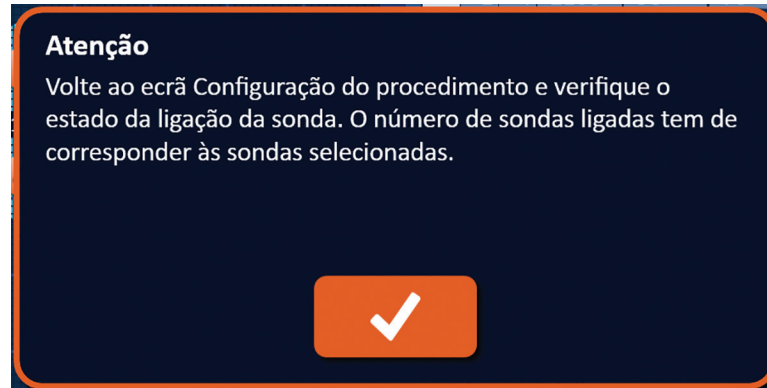 Atenção
Volte ao ecrã Configuração do procedimento e verifique o
estado da ligação da sonda. O número de sondas ligadas tem de
corresponder às sondas selecionadas.